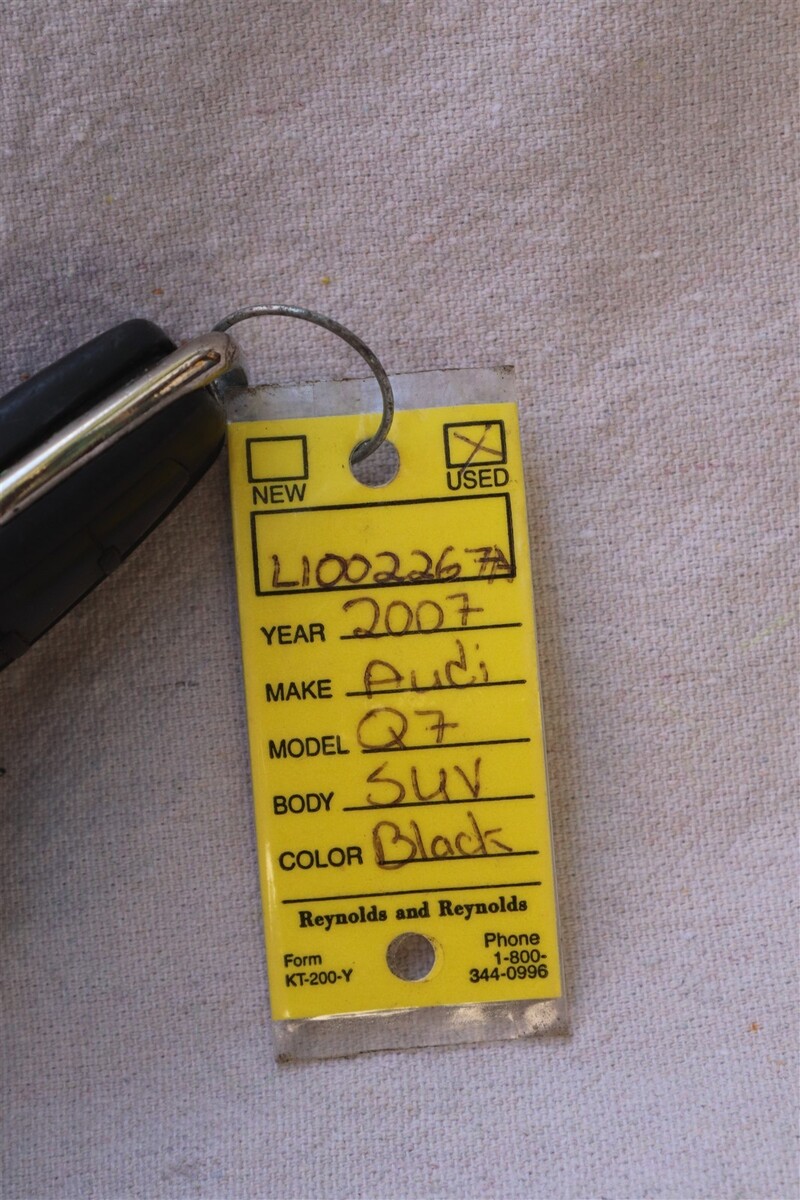 NEW USED
L1002267A
YEAR 2007
MAKE Audi
MODEL Q7
BODY SUV
COLOR Black
Reynolds and Reynolds
Form
KT-200-Y
Phone
1-800-
344-0996